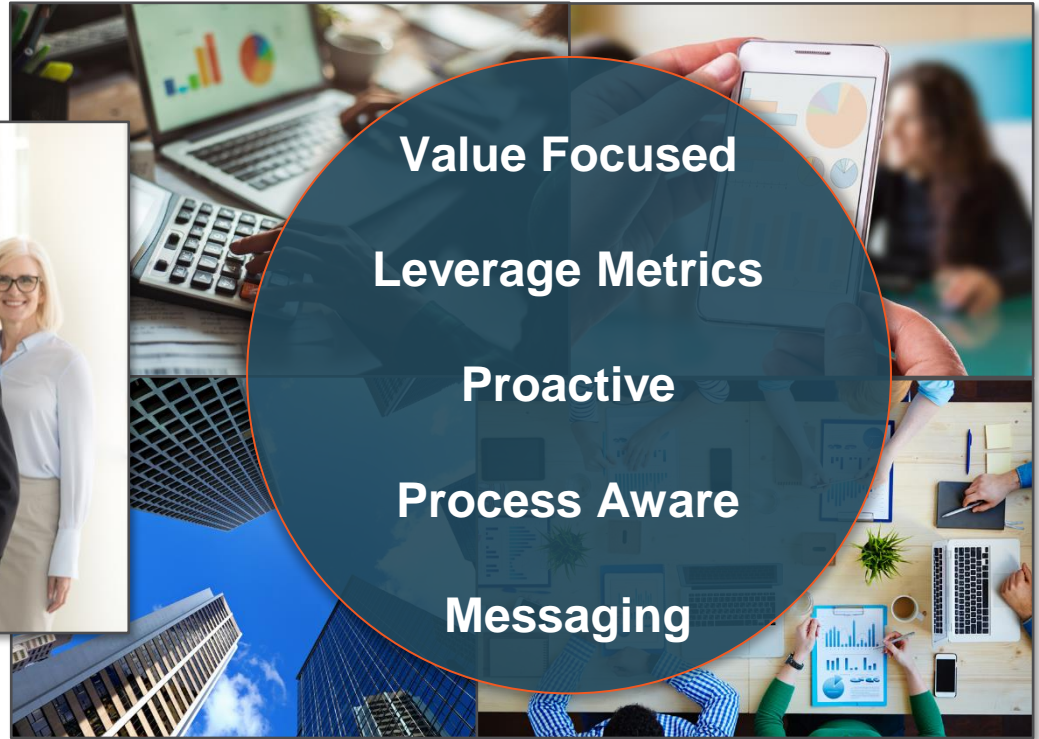 Value Focused
Leverage Metrics
Proactive
Process Aware
Messaging